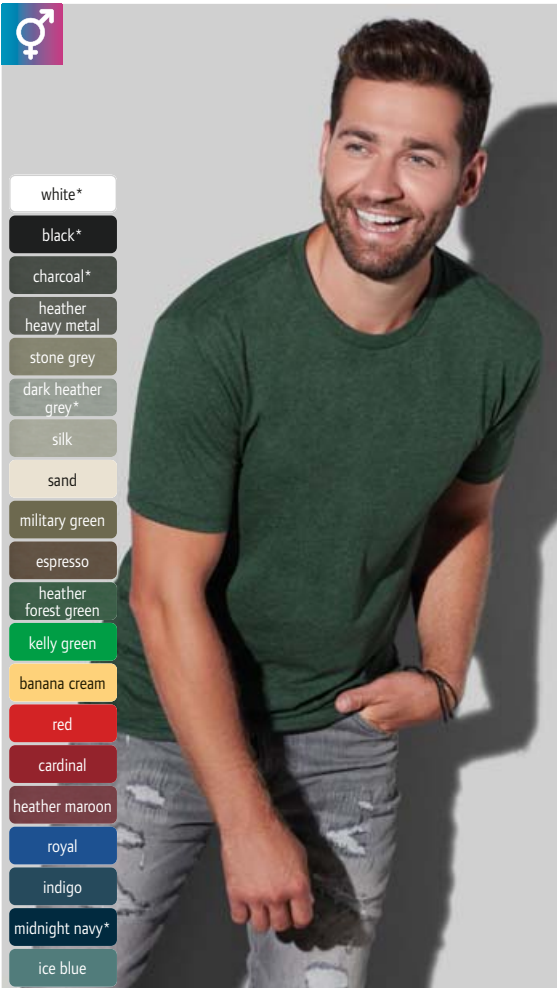 white*
black*
charcoal*
heather
heavy metal
stone grey
dark heather
grey*
silk
sand
military green
espresso
heather
forest green
kelly green
banana cream
red
cardinal
heather maroon
royal
indigo
midnight navy*
ice blue